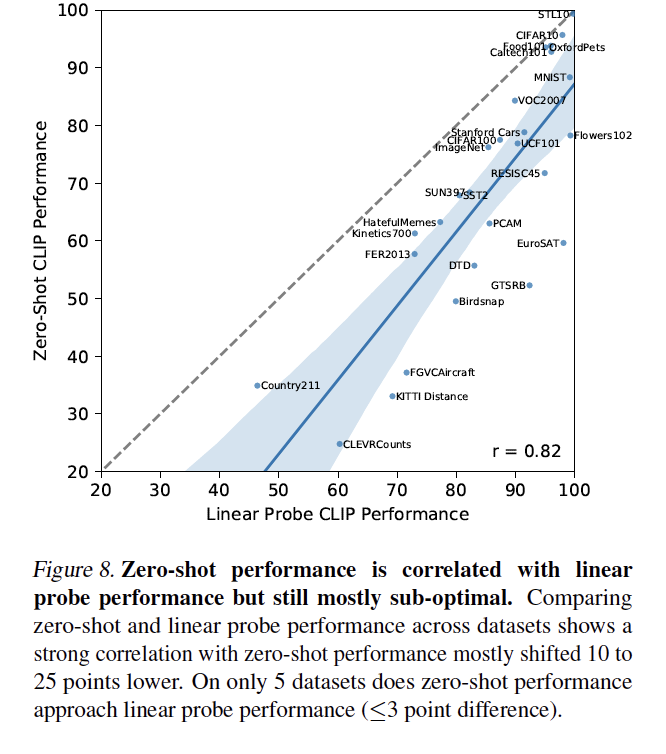 100
90
80
70
60
50
40
30
20
Zero-Shot CLIP Performance
STL10
CIFAR10
Food101
OxfordPets
Caltech101
MNIST
VOC2007
Stanford Cars
Flowers102
CIFAR100
UCF101
ImageNet
RESISC45
SUN397
SST2
HatefulMemes
PCAM
Kinetics700
EuroSAT
FER2013
DTD
GTSRB
Birdsnap
FGVCAircraft
Country211
KITTI Distance
CLEVRCounts
r = 0.82
20 30 40 50 60 70 80 90 100
Linear Probe CLIP Performance
Figure 8. Zero-shot performance is correlated with linear
probe performance but still mostly sub-optimal. Comparing
zero-shot and linear probe performance across datasets shows a
strong correlation with zero-shot performance mostly shifted 10 to
25 points lower. On only 5 datasets does zero-shot performance
approach linear probe performance (≤3 point difference).